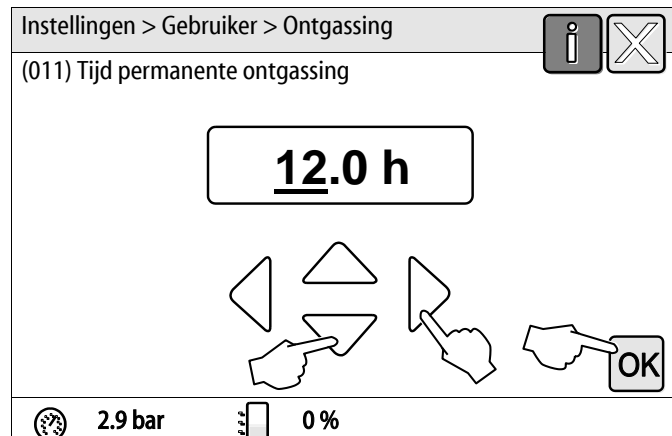 Instellingen > Gebruiker > Ontgassing
(011) Tijd permanente ontgassing
12.0 h
OK
2.9 bar 0 %